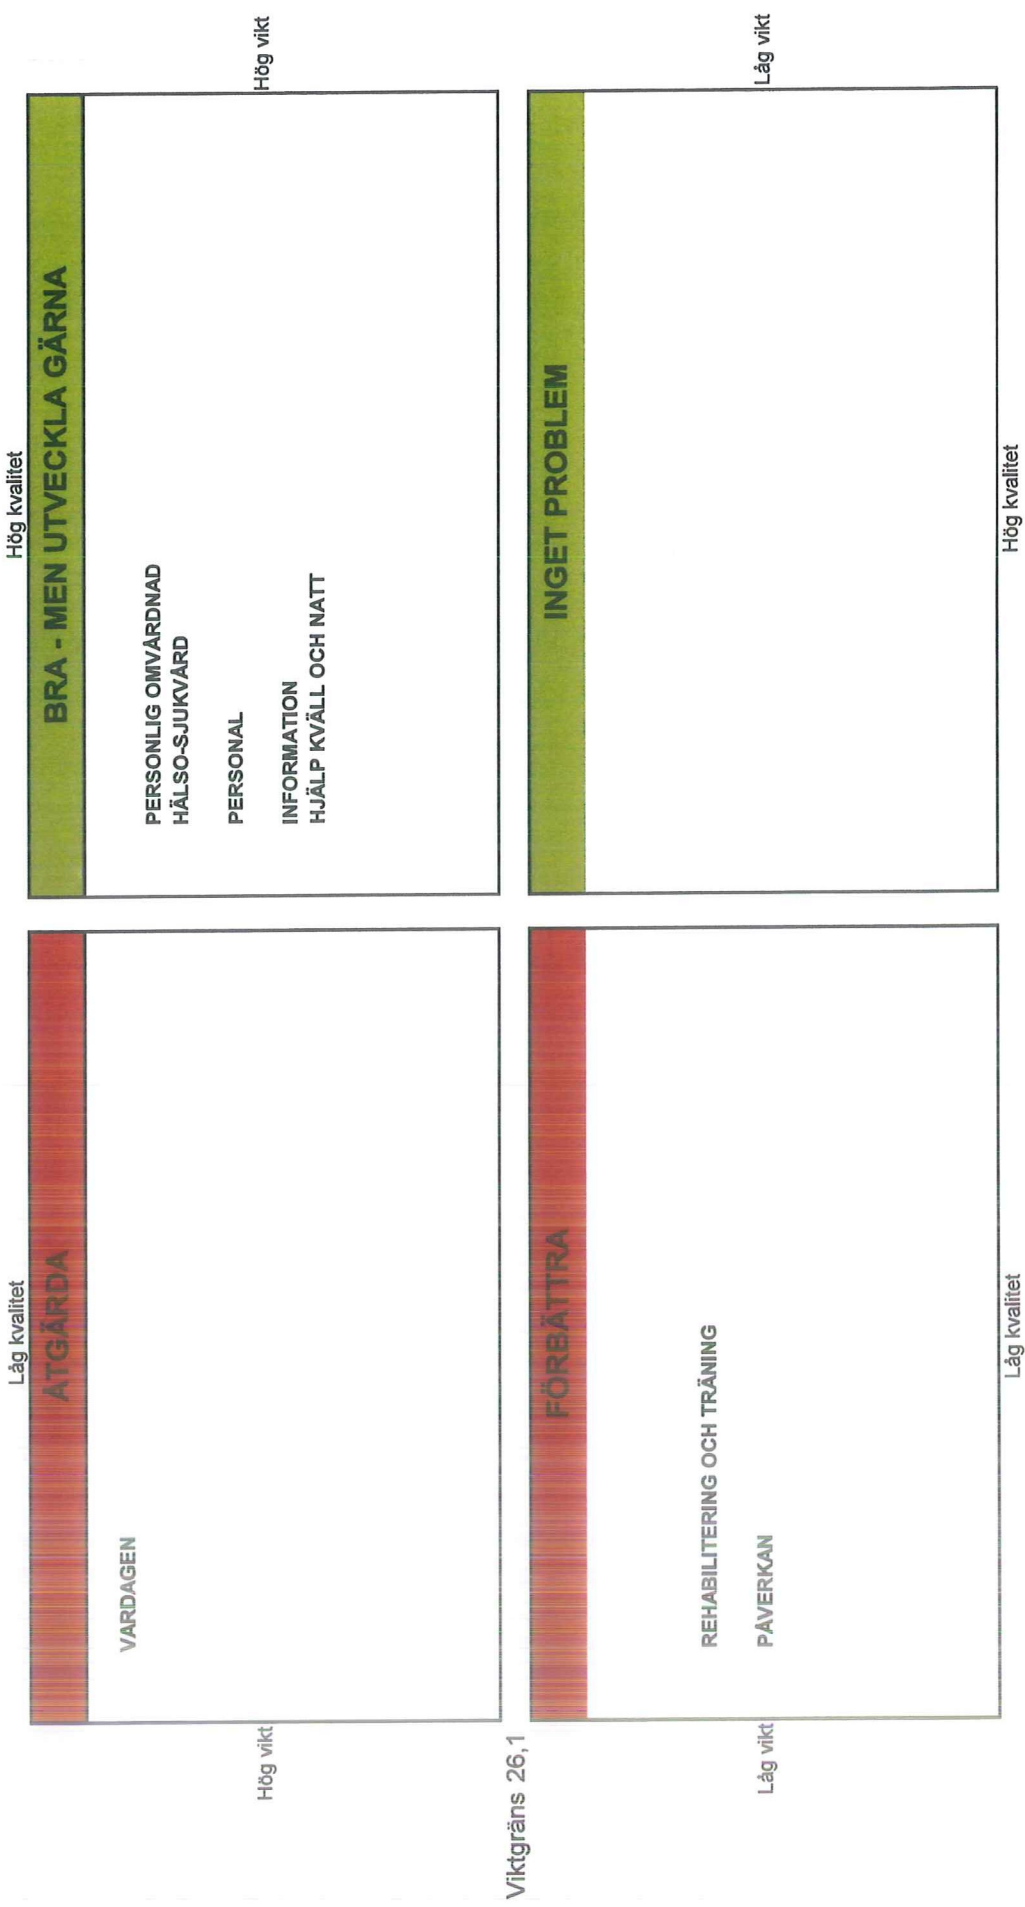 Låg kvalitet
Hög kvalitet
ÅTGÄRDA
BRA - MEN UTVECKLA GÄRNA
Hög vikt
VARDAGEN
PERSONLIG OMVÅRDNAD
HÄLSO-SJUKVÅRD
PERSONAL
INFORMATION
HJÄLP KVÄLL OCH NATT
Hög vikt
Viktgräns 26,1
FÖRBÄTTRA
INGET PROBLEM
Låg vikt
REHABILITERING OCH TRÄNING
PÅVERKAN
Låg vikt
Låg kvalitet
Hög kvalitet